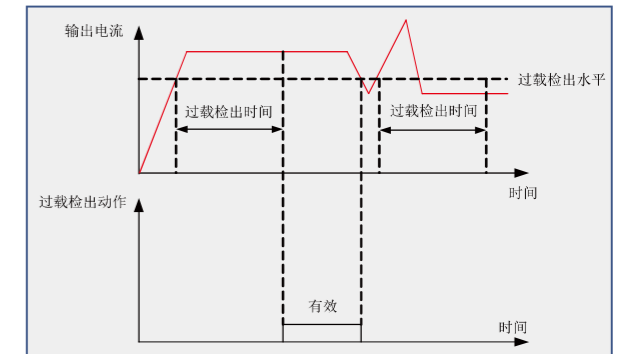 输出电流
过载检出水平
过载检出时间
过载检出时间
时间
过载检出动作
有效
时间